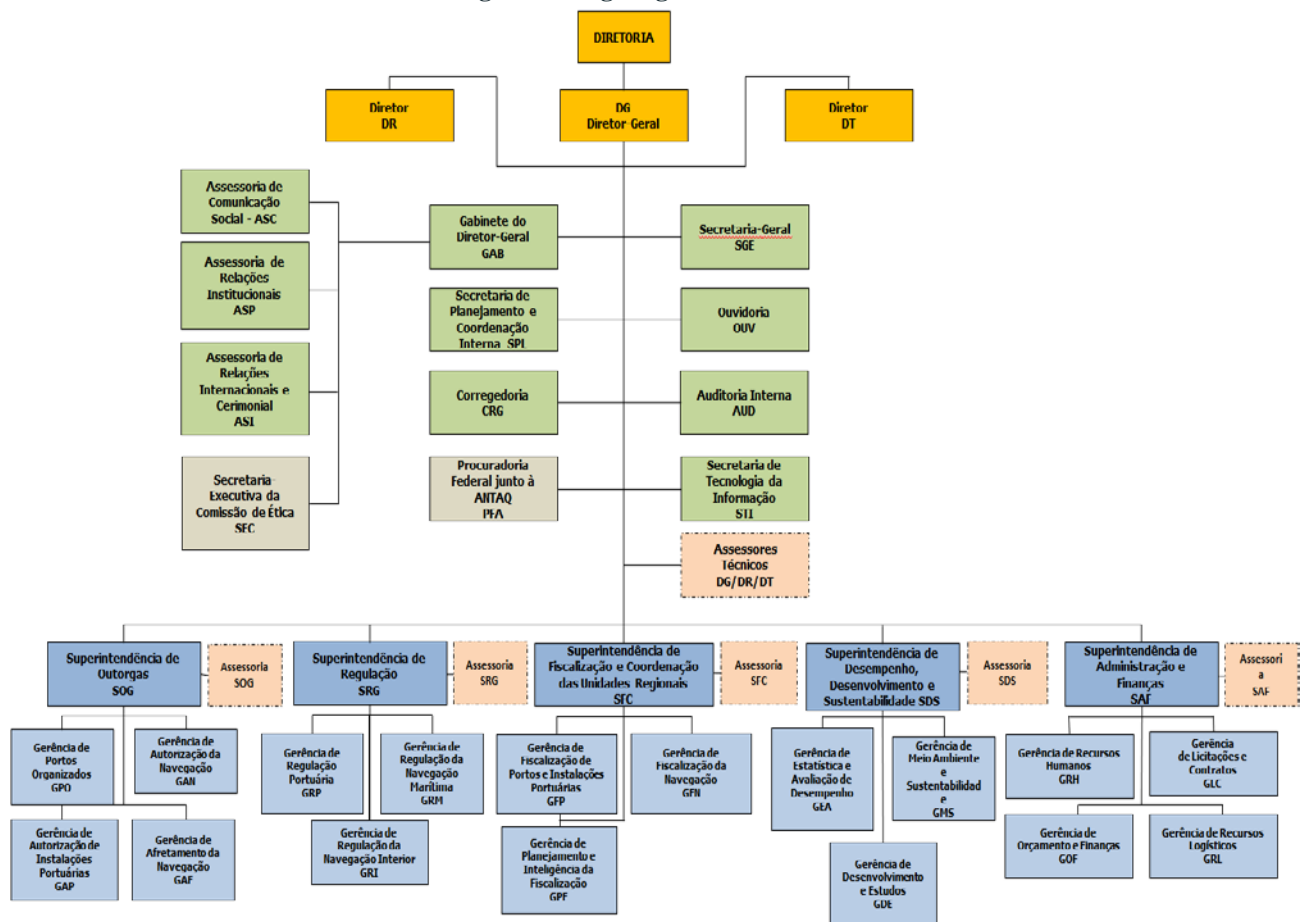 DIRETORIA
Diretor
DR
DG
Diretor Geral
Diretor
DT
Assessoria de
Comunicação
Social - ASC
Gabinete do
Diretor-Geral
GAB
Secretaria-Geral
SGE
Assessoria de
Relações
Institucionais
ASP
Secretaria de
Planejamento e
Coordenação
Interna SPL
Ouvidoria
OUV
Assessoria de
Relações
Internacionais e
Cerimonial
ASI
Corregedoria
CRG
Auditoria Interna
AUD
Secretaria-
Executiva da
Comissão de Ética
SEC
Procuradoria
Federal junto à
ANTAQ
PFA
Secretaria de
Tecnologia da
Informação
STI
Assessores
Técnicos
DG/DR/DT
Superintendência de
Outorgas
SOG
Assessoria
SOG
Superintendência de
Regulação
SRG
Assessoria
SRG
Superintendência de
Fiscalização e Coordenação
das Unidades Regionais
SFC
Assessoria
SFC
Superintendência de
Desempenho,
Desenvolvimento e
Sustentabilidade SDS
Assessoria
SDS
Superintendência de
Administração e
Finanças
SAF
Assessori
a
SAF
Gerência de
Portos
Organizados
GPO
Gerência de
Autorização da
Navegação
GAN
Gerência de
Regulação
Portuária
GRP
Gerência de
Regulação da
Navegação
Marítima
GRM
Gerência de
Fiscalização de
Portos e Instalações
Portuárias
GFP
Gerência de
Fiscalização da
Navegação
GFN
Gerência de
Estatística e
Avaliação de
Desempenho
GEA
Gerência de
Meio Ambiente
e
Sustentabilidad
e
GMS
Gerência de Recursos
Humanos
GRH
Gerência
de Licitações e
Contratos
GLC
Gerência de
Autorização de
Instalações
Portuárias
GAP
Gerência de
Afretamento da
Navegação
GAF
Gerência de
Regulação da
Navegação Interior
GRI
Gerência de
Planejamento e
Inteligência da
Fiscalização
GPF
Gerência de
Desenvolvimento
e Estudos
GDE
Gerência de
Orçamento e Finanças
GOF
Gerência de Recursos
Logísticos
GRL